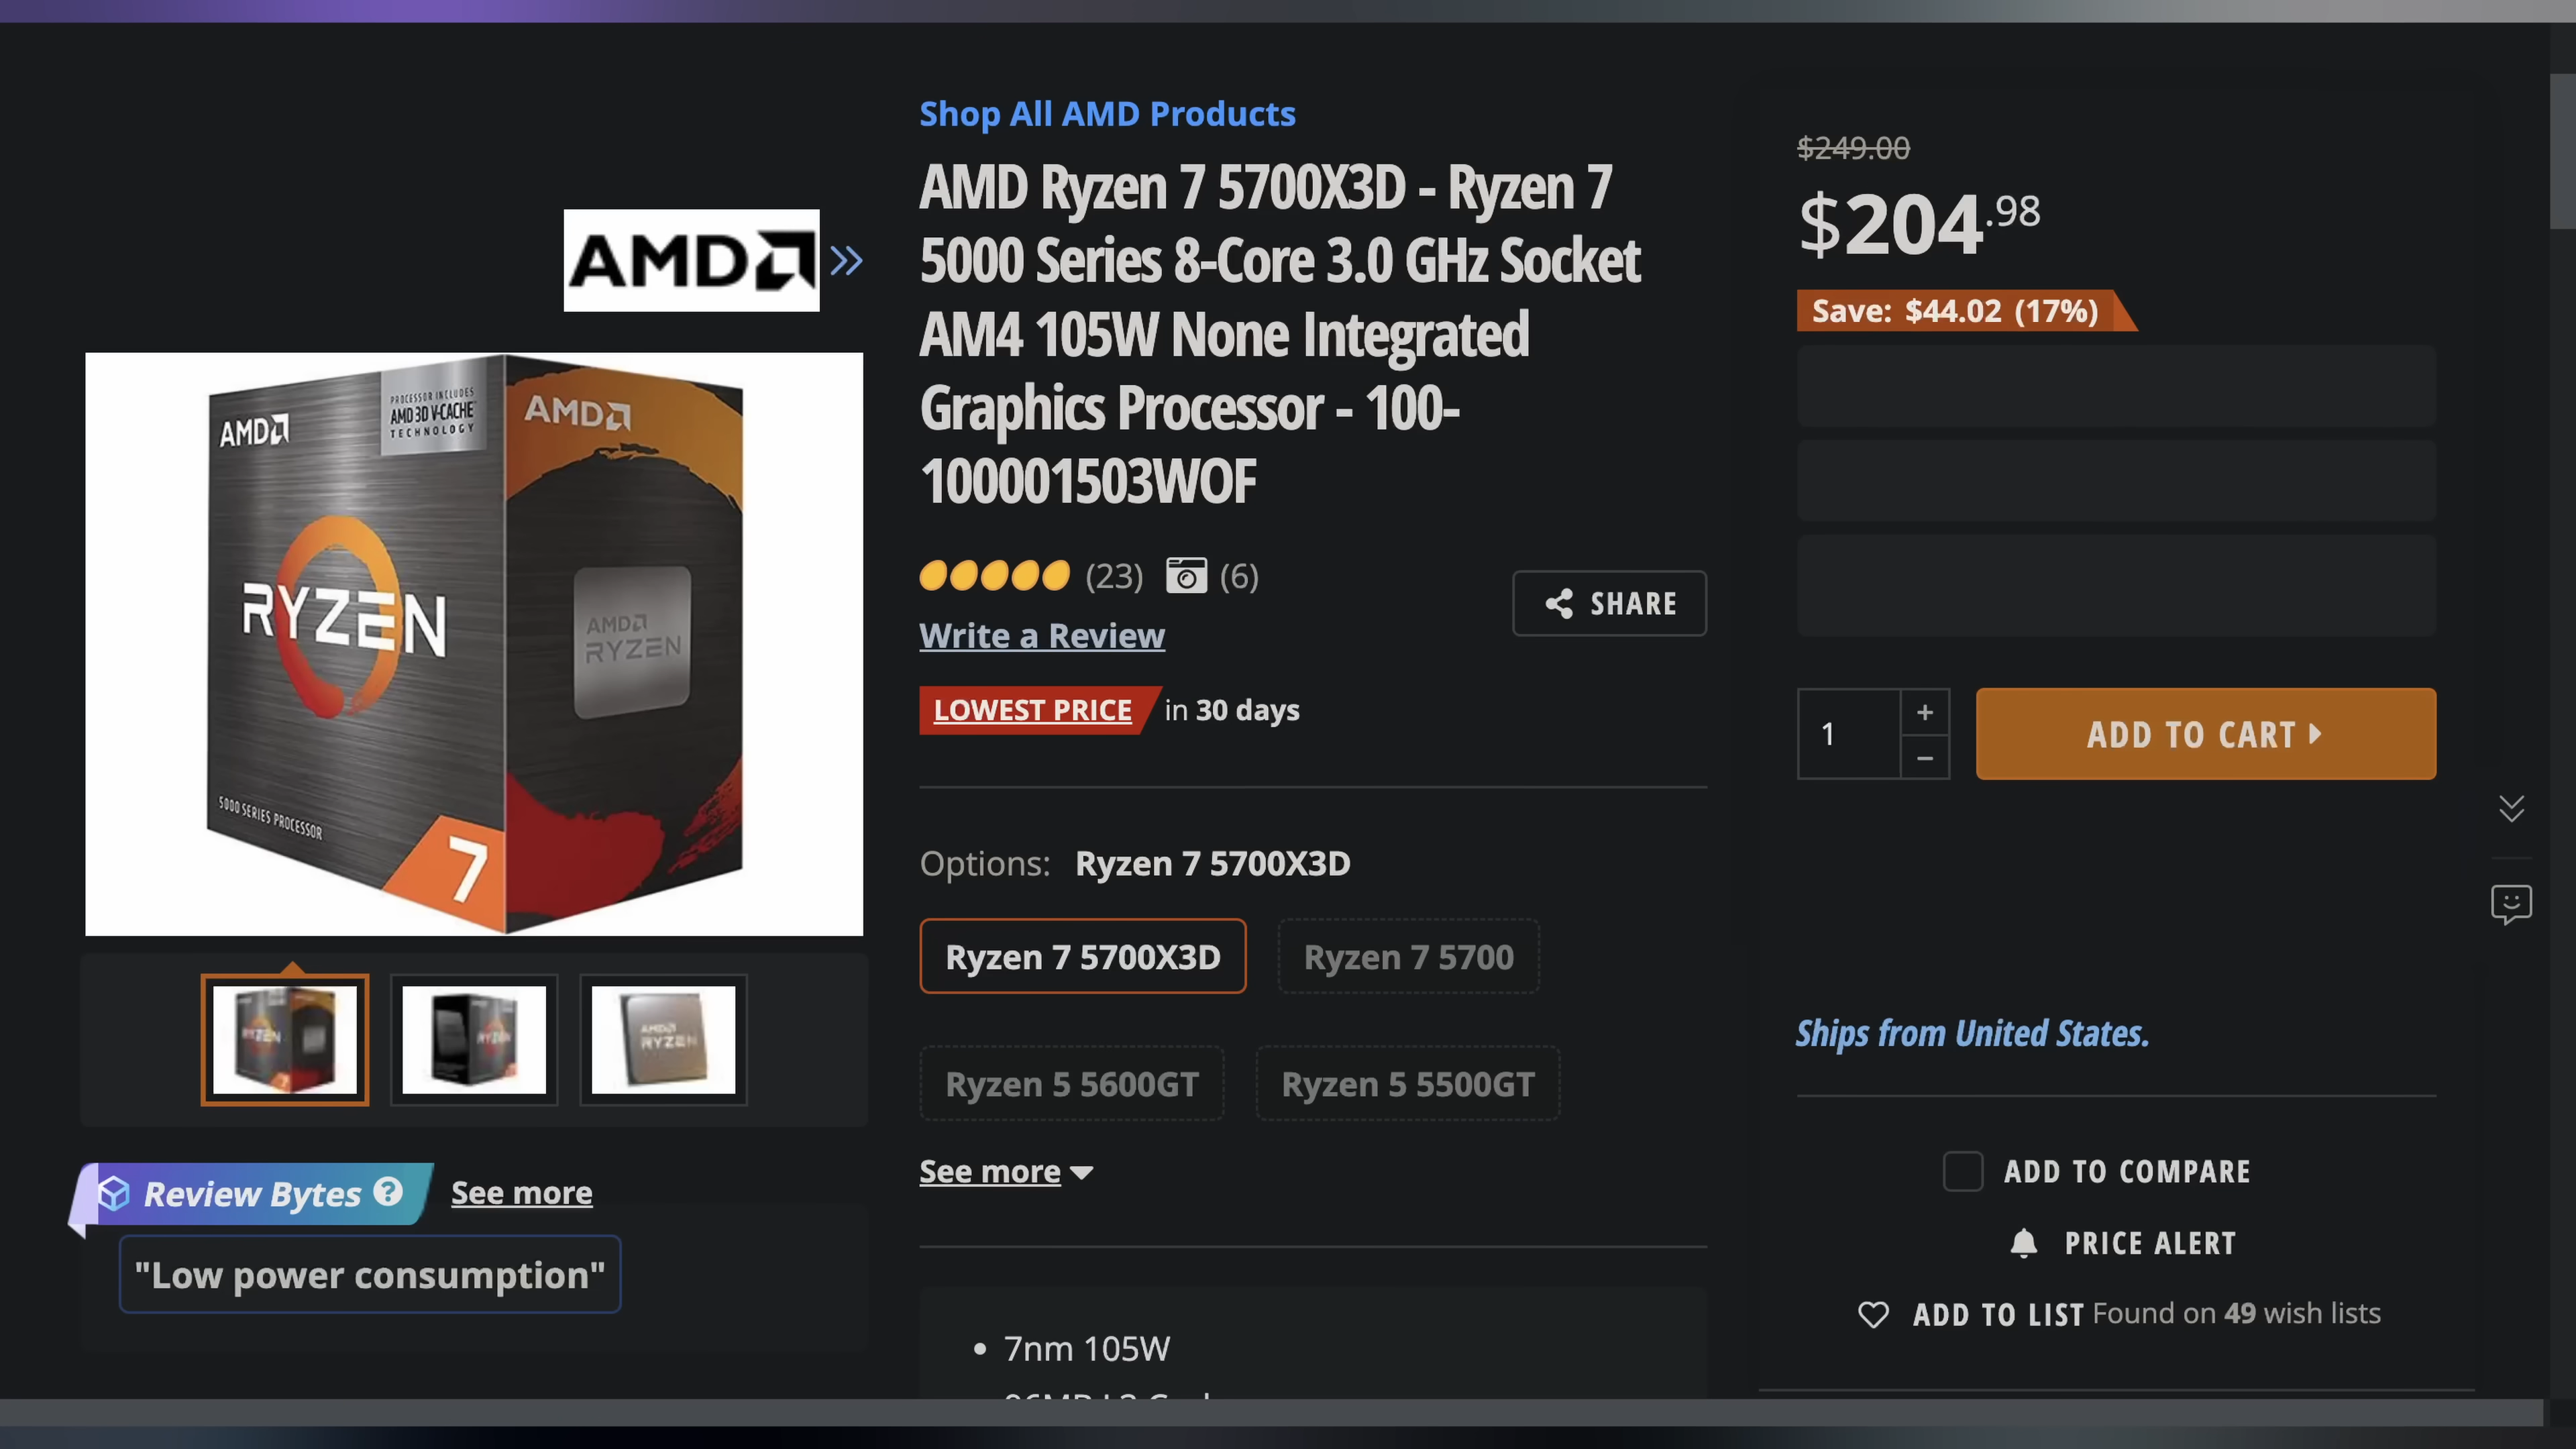 Shop All AMD Products
AMD Ryzen 7 5700X3D - Ryzen 7
5000 Series 8-Core 3.0 GHz Socket
AM4 105W None Integrated
Graphics Processor - 100-
100001503WOF
(23) (6)
Write a Review
SHARE
LOWEST PRICE in 30 days
Options: Ryzen 7 5700X3D
Ryzen 7 5700X3D
Ryzen 7 5700
Ryzen 5 5600GT
Ryzen 5 5500GT
See more
7nm 105W
AMD
AMD
PROCESSOR INCLUDES
AMD 3D V-CACHE
TECHNOLOGY
AMD
RYZEN
AMD
RYZEN
5000 SERIES PROCESSOR
7
RYZEN
RYZEN
AMD
RYZEN
Review Bytes ?
See more
"Low power consumption"
$249.00
$204.98
Save: $44.02 (17%)
1
+
−
ADD TO CART
Ships from United States.
ADD TO COMPARE
PRICE ALERT
ADD TO LIST Found on 49 wish lists